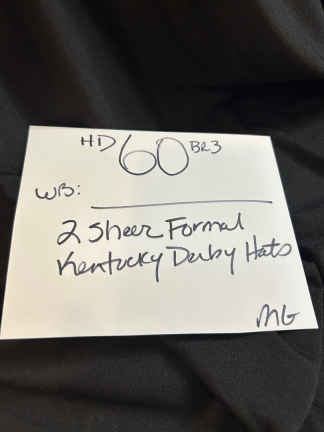 HD 60 BR3
WB:
2 Sheer Formal
Kentucky Derby Hats
MG